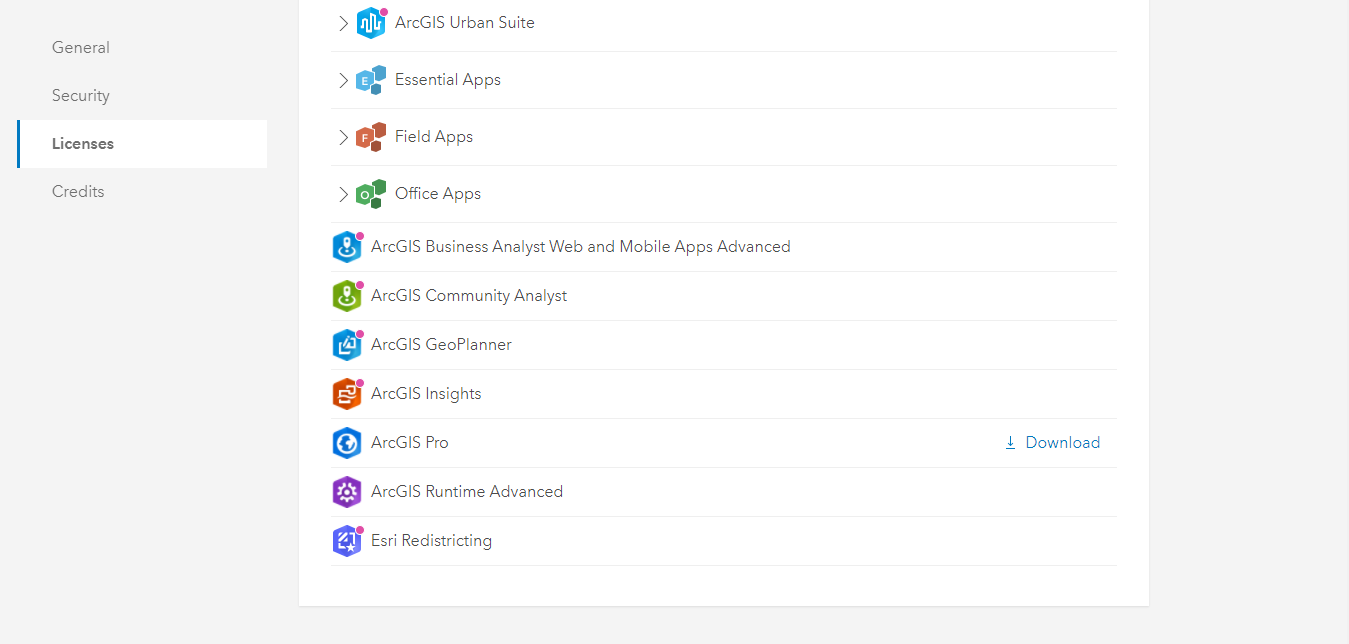 General
Security
Licenses
Credits
ArcGIS Urban Suite
E
Essential Apps
F
Field Apps
O
Office Apps
ArcGIS Business Analyst Web and Mobile Apps Advanced
ArcGIS Community Analyst
ArcGIS GeoPlanner
ArcGIS Insights
ArcGIS Pro
Download
ArcGIS Runtime Advanced
Esri Redistricting